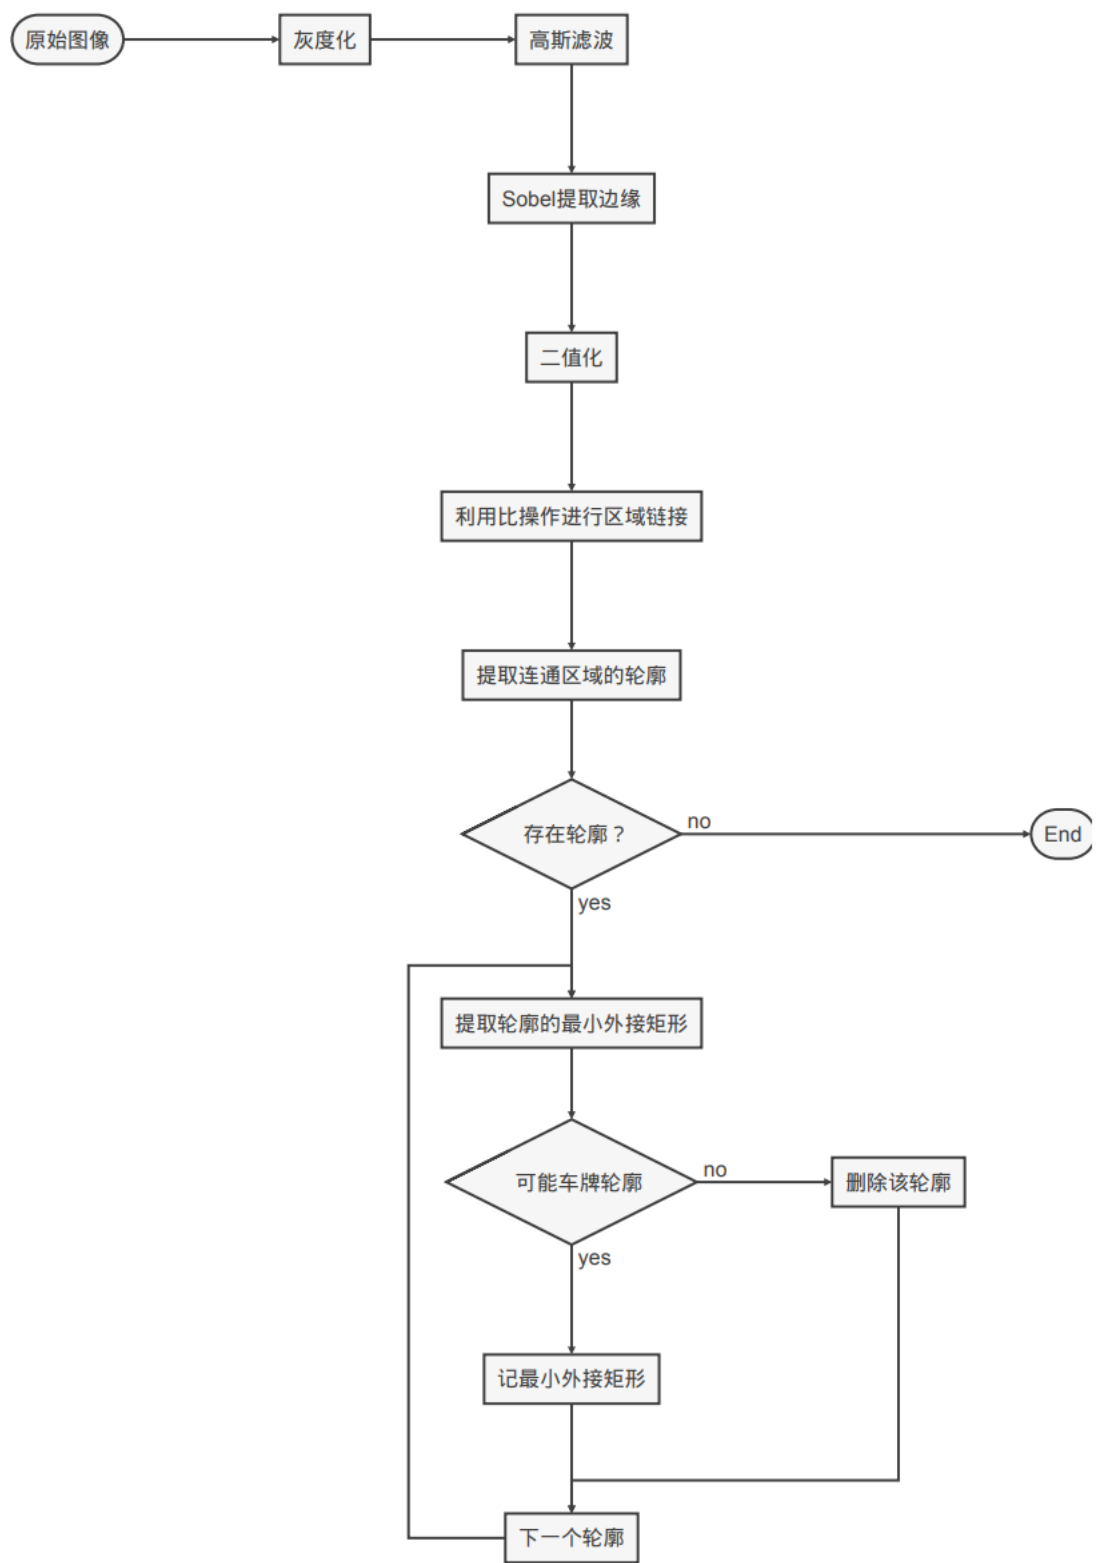 原始图像
灰度化
高斯滤波
Sobel提取边缘
二值化
利用比操作进行区域链接
提取连通区域的轮廓
存在轮廓？
no
End
yes
提取轮廓的最小外接矩形
可能车牌轮廓
no
删除该轮廓
yes
记最小外接矩形
下一个轮廓